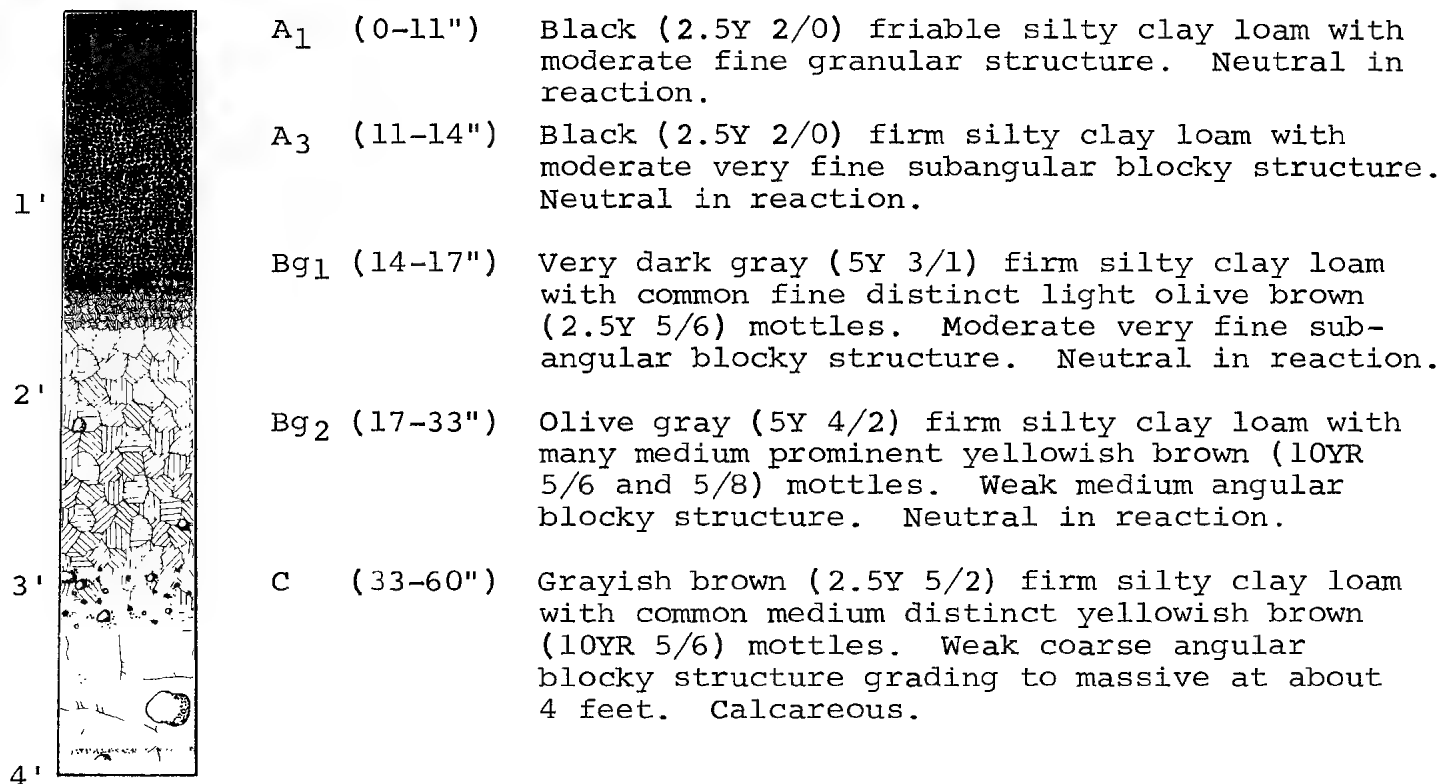 A1 (0-11") Black (2.5Y 2/0) friable silty clay loam with
moderate fine granular structure. Neutral in
reaction.
A3 (11-14") Black (2.5Y 2/0) firm silty clay loam with
moderate very fine subangular blocky structure.
1' Neutral in reaction.
Bg1 (14-17") Very dark gray (5Y 3/1) firm silty clay loam
with common fine distinct light olive brown
(2.5Y 5/6) mottles. Moderate very fine sub-
angular blocky structure. Neutral in reaction.
2'
Bg2 (17-33") Olive gray (5Y 4/2) firm silty clay loam with
many medium prominent yellowish brown (10YR
5/6 and 5/8) mottles. Weak medium angular
blocky structure. Neutral in reaction.
3' C (33-60") Grayish brown (2.5Y 5/2) firm silty clay loam
with common medium distinct yellowish brown
(10YR 5/6) mottles. Weak coarse angular
blocky structure grading to massive at about
4 feet. Calcareous.
4'